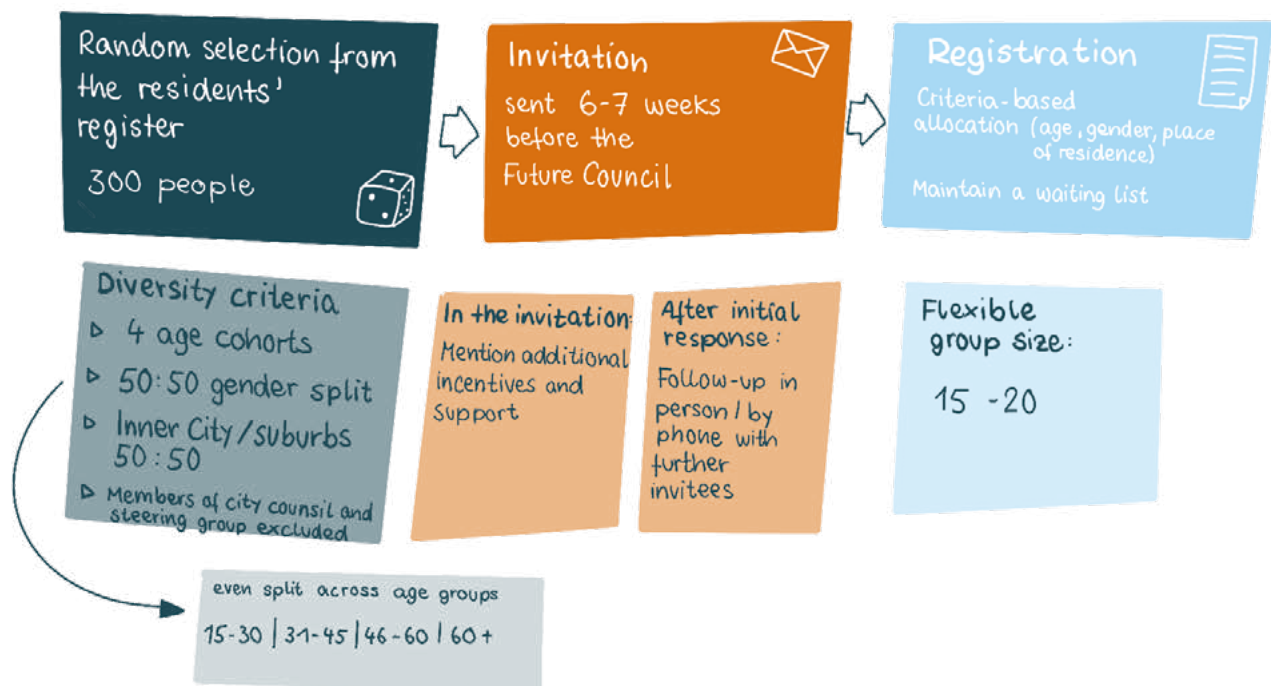 Random selection from
the residents'
register
300 people
Invitation
sent 6-7 weeks
before the
Future Council
Registration
Criteria-based
allocation (age, gender, place
of residence)
Maintain a waiting list
Diversity criteria
▷ 4 age cohorts
▷ 50:50 gender split
▷ Inner City/suburbs
50:50
▷ Members of city counsil and
steering group excluded
In the invitation:
Mention additional
incentives and
support
After initial
response:
Follow-up in
person/by
phone with
further
invitees
Flexible
group size:
15 -20
even split across age groups
15-30 | 31-45 | 46-60 | 60+